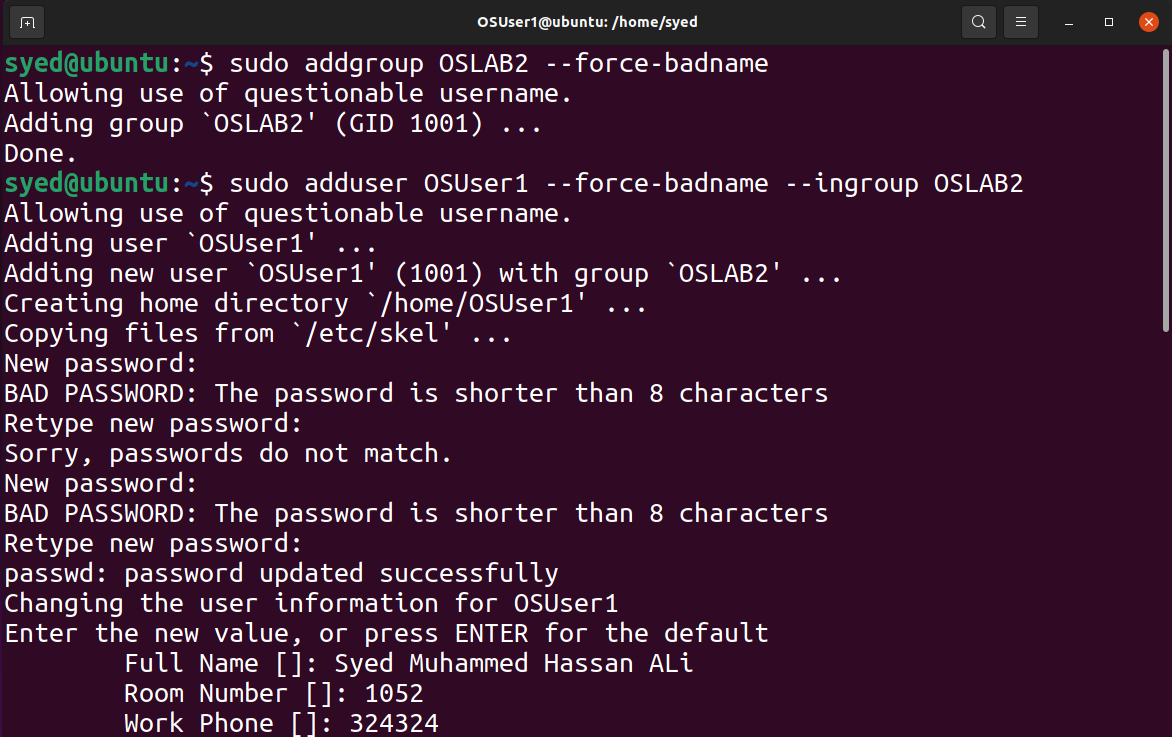 OSUser1@ubuntu: /home/syed
syed@ubuntu:~$ sudo addgroup OSLAB2 --force-badname
Allowing use of questionable username.
Adding group `OSLAB2' (GID 1001) ...
Done.
syed@ubuntu:~$ sudo adduser OSUser1 --force-badname --ingroup OSLAB2
Allowing use of questionable username.
Adding user `OSUser1' ...
Adding new user `OSUser1' (1001) with group `OSLAB2' ...
Creating home directory `/home/OSUser1' ...
Copying files from `/etc/skel' ...
New password:
BAD PASSWORD: The password is shorter than 8 characters
Retype new password:
Sorry, passwords do not match.
New password:
BAD PASSWORD: The password is shorter than 8 characters
Retype new password:
passwd: password updated successfully
Changing the user information for OSUser1
Enter the new value, or press ENTER for the default
        Full Name []: Syed Muhammed Hassan ALi
        Room Number []: 1052
        Work Phone []: 324324